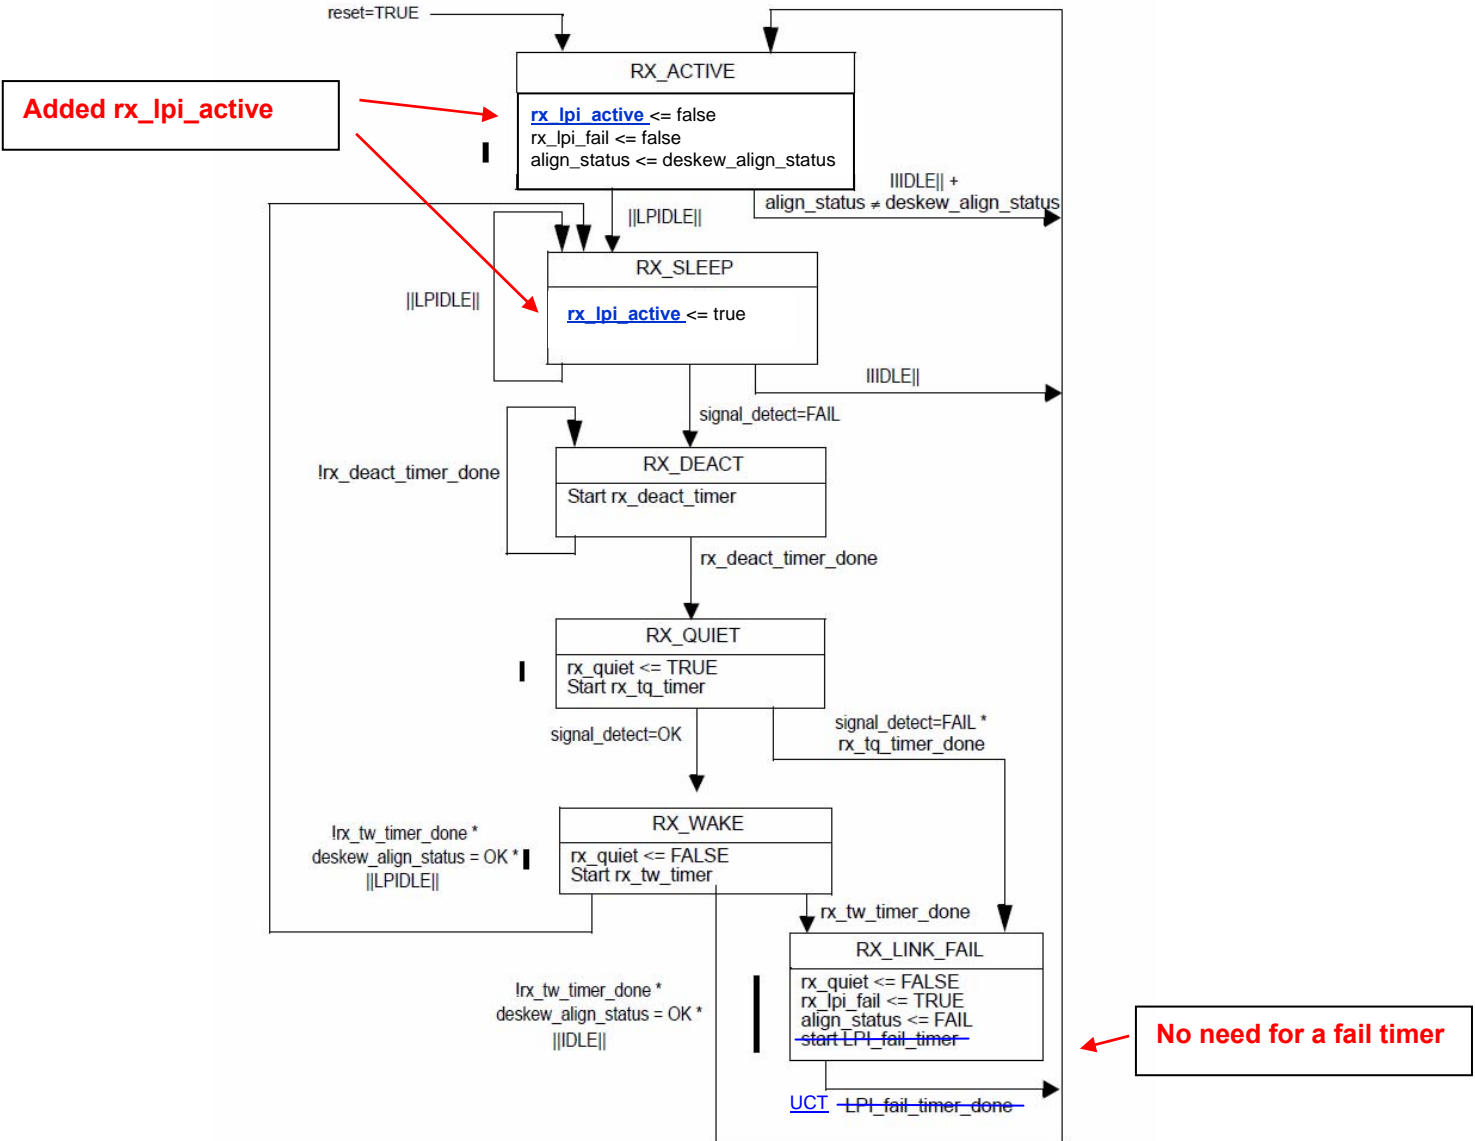 reset=TRUE
RX_ACTIVE
Added rx_lpi_active
rx_lpi_active <= false
rx_lpi_fail <= false
align_status <= deskew_align_status
IIIDLE|| +
align_status ≠ deskew_align_status
||LPIDLE||
RX_SLEEP
||LPIDLE||
rx_lpi_active <= true
IIIDLE||
signal_detect=FAIL
RX_DEACT
!rx_deact_timer_done
Start rx_deact_timer
rx_deact_timer_done
RX_QUIET
rx_quiet <= TRUE
Start rx_tq_timer
signal_detect=OK
signal_detect=FAIL *
rx_tq_timer_done
RX_WAKE
!rx_tw_timer_done *
deskew_align_status = OK *
||LPIDLE||
rx_quiet <= FALSE
Start rx_tw_timer
rx_tw_timer_done
RX_LINK_FAIL
rx_quiet <= FALSE
rx_lpi_fail <= TRUE
align_status <= FAIL
start LPI_fail_timer
!rx_tw_timer_done *
deskew_align_status = OK *
||IDLE||
No need for a fail timer
UCT LPI_fail_timer_done